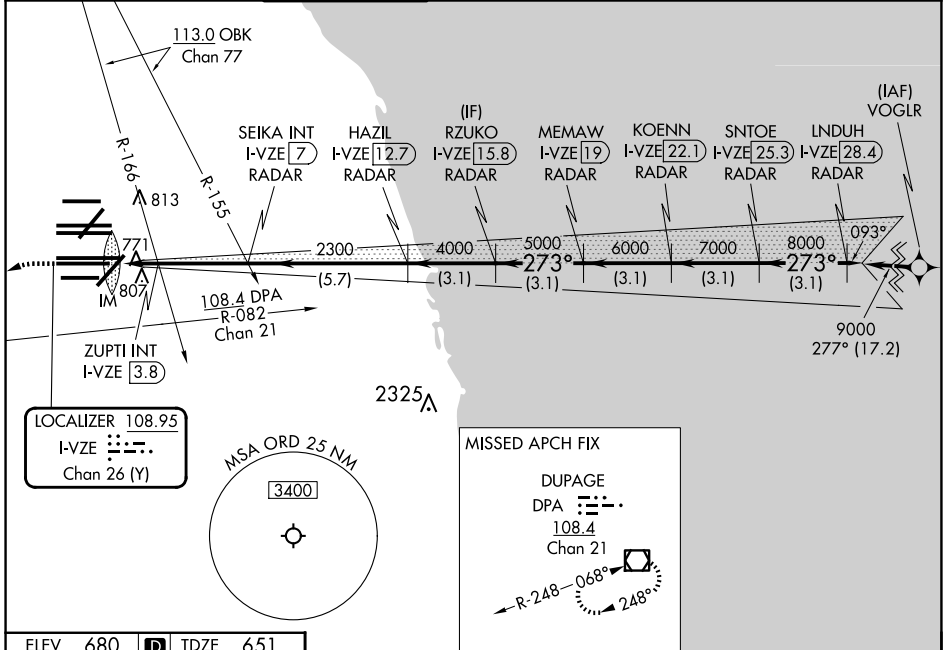 113.0 OBK
Chan 77
R-166
R-155
SEIKA INT
I-VZE 7
RADAR
HAZIL
I-VZE 12.7
RADAR
(IF)
RZUKO
I-VZE 15.8
RADAR
MEMAW
I-VZE 19
RADAR
KOENN
I-VZE 22.1
RADAR
SNTOE
I-VZE 25.3
RADAR
LNDUH
I-VZE 28.4
RADAR
(IAF)
VOGLR
813
771
807
IM
2300
(5.7)
4000
(3.1)
5000
273°
(3.1)
6000
(3.1)
7000
(3.1)
8000
273°
(3.1)
093°
9000
277° (17.2)
108.4 DPA
R-082
Chan 21
ZUPTI INT
I-VZE 3.8
2325
LOCALIZER 108.95
I-VZE
Chan 26 (Y)
MSA ORD 25 NM
3400
MISSED APCH FIX
DUPAGE
DPA
108.4
Chan 21
R-248
068°
248°
ELEV 680 D TDZE 651